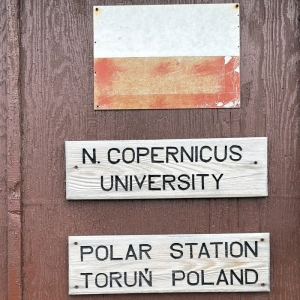 N. COPERNICUS
UNIVERSITY
POLAR STATION
TORUŃ POLAND